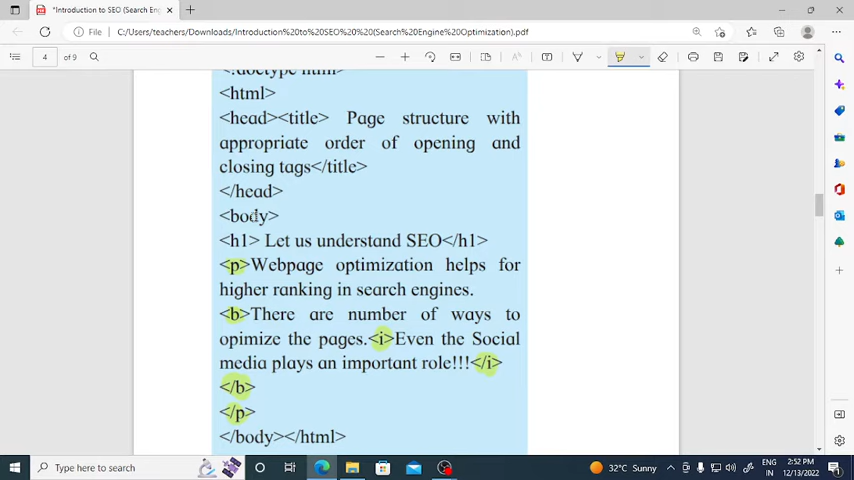 *Introduction to SEO (Search Eng
File
C:/Users/teachers/Downloads/Introduction%20to%20SEO%20%20(Search%20Engine%20Optimization).pdf
4 of 9
<!doctype html>
<html>
<head><title> Page structure with
appropriate order of opening and
closing tags</title>
</head>
<body>
<h1> Let us understand SEO</h1>
<p>Webpage optimization helps for
higher ranking in search engines.
<b>There are number of ways to
opimize the pages.<i>Even the Social
media plays an important role!!!</i>
</b>
</p>
</body></html>
Type here to search
32°C Sunny
ENG
IN
2:52 PM
12/13/2022